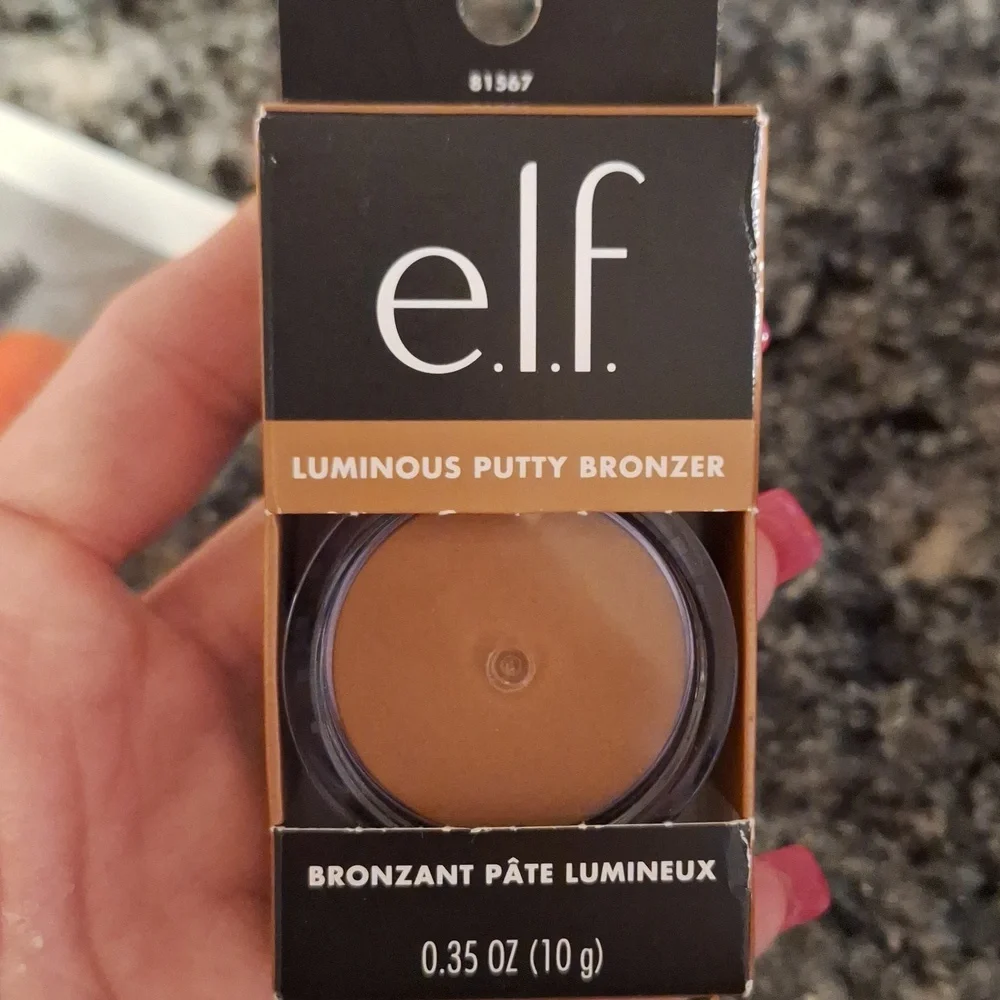 81567
e.l.f.
LUMINOUS PUTTY BRONZER
BRONZANT PÂTE LUMINEUX
0.35 OZ (10 g)